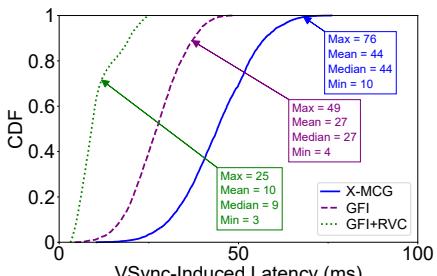 1
0.8
0.6
0.4
0.2
0
CDF
0
50
100
VSync-Induced Latency (ms)
Max = 76
Mean = 44
Median = 44
Min = 10
Max = 49
Mean = 27
Median = 27
Min = 4
Max = 25
Mean = 10
Median = 9
Min = 3
X-MCG
GFI
GFI+RVC